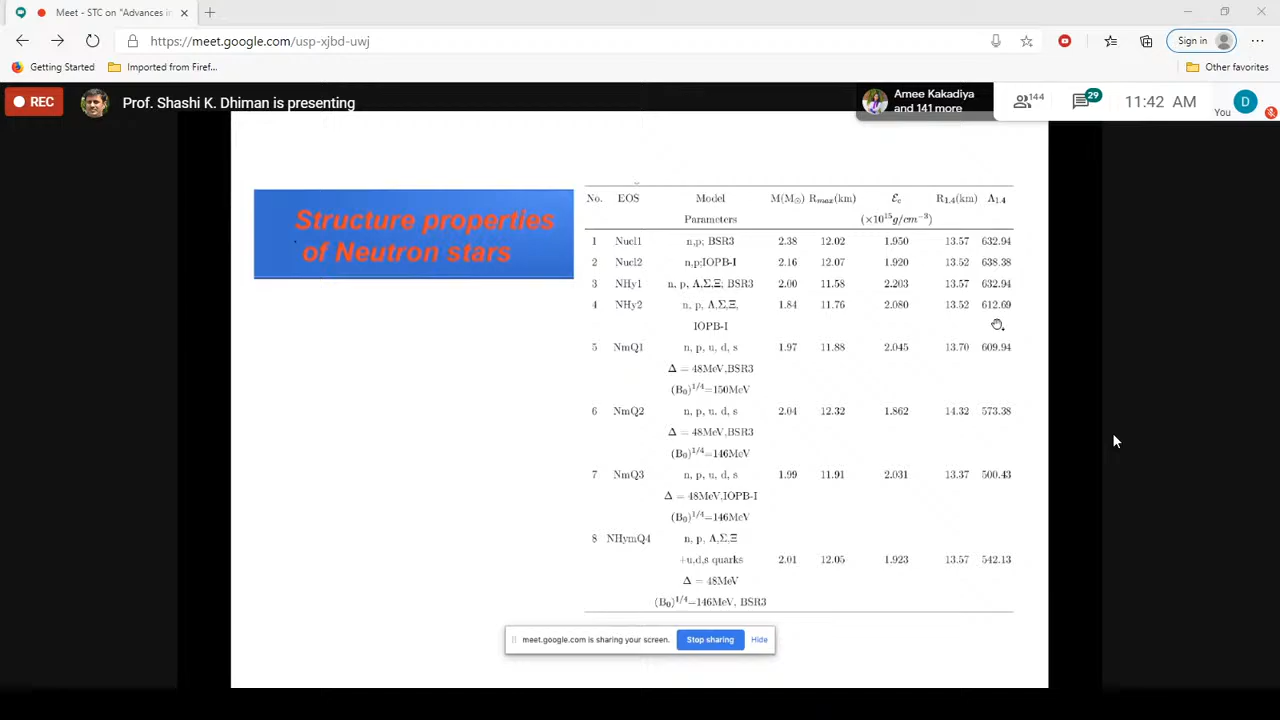 Meet - STC on "Advances in
https://meet.google.com/usp-xjbd-uwj
Sign in
Getting Started
Imported from Firef...
Other favorites
REC
Prof. Shashi K. Dhiman is presenting
Amee Kakadiya
and 141 more
144
29
11:42 AM
You
D
Structure properties
of Neutron stars
No. EOS Model M(M☉) Rmax(km) Ɛc R1.4(km) Λ1.4
Parameters (×10¹⁵g/cm⁻³)
1 Nucl1 n,p; BSR3 2.38 12.02 1.950 13.57 632.94
2 Nucl2 n,p;IOPB-I 2.16 12.07 1.920 13.52 638.38
3 NHy1 n, p, Λ,Σ,Ξ; BSR3 2.00 11.58 2.203 13.57 632.94
4 NHy2 n, p, Λ,Σ,Ξ, 1.84 11.76 2.080 13.52 612.69
IOPB-I
5 NmQ1 n, p, u, d, s 1.97 11.88 2.045 13.70 609.94
Δ = 48MeV,BSR3
(B₀)^1/4=150MeV
6 NmQ2 n, p, u. d, s 2.04 12.32 1.862 14.32 573.38
Δ = 48MeV,BSR3
(B₀)^1/4=146MeV
7 NmQ3 n, p, u, d, s 1.99 11.91 2.031 13.37 500.43
Δ = 48MeV,IOPB-I
(B₀)^1/4=146MeV
8 NHymQ4 n, p, Λ,Σ,Ξ
+u,d,s quarks 2.01 12.05 1.923 13.57 542.13
Δ = 48MeV
(B₀)^1/4=146MeV, BSR3
meet.google.com is sharing your screen.
Stop sharing
Hide